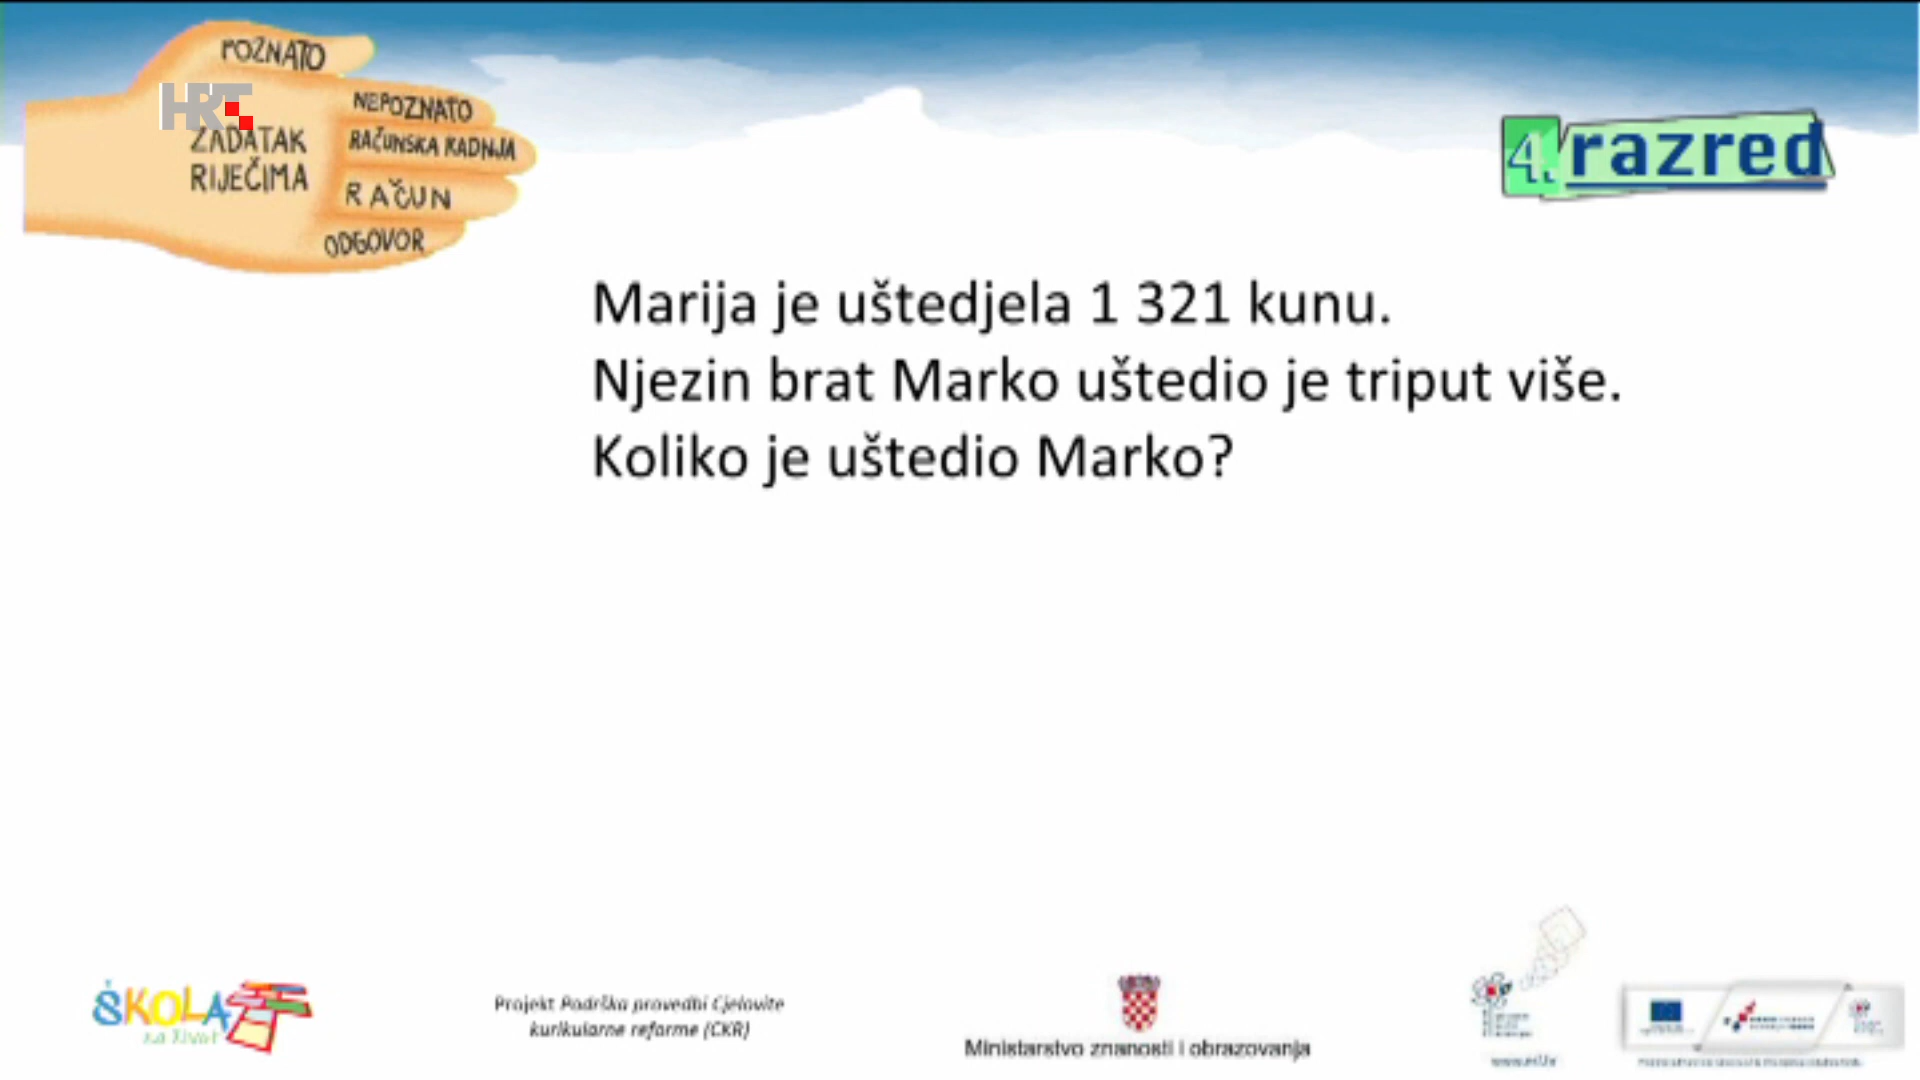 POZNATO
HRT
NEPOZNATO
ZADATAK
RIJEČIMA
RAČUNSKA RADNJA
RAČUN
ODGOVOR
4. razred
Marija je uštedjela 1 321 kunu.
Njezin brat Marko uštedio je triput više.
Koliko je uštedio Marko?
ŠKOLA
za život
Projekt Podrška provedbi Cjelovite
kurikularne reforme (CKR)
Ministarstvo znanosti i obrazovanja